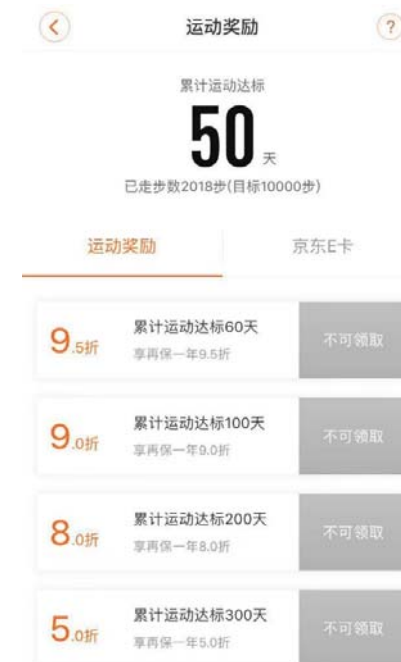 运动奖励
?
累计运动达标
50天
已走步数2018步(目标10000步)
运动奖励 京东E卡
9.5折
累计运动达标60天
享再保一年9.5折
不可领取
9.0折
累计运动达标100天
享再保一年9.0折
不可领取
8.0折
累计运动达标200天
享再保一年8.0折
不可领取
5.0折
累计运动达标300天
享再保一年5.0折
不可领取